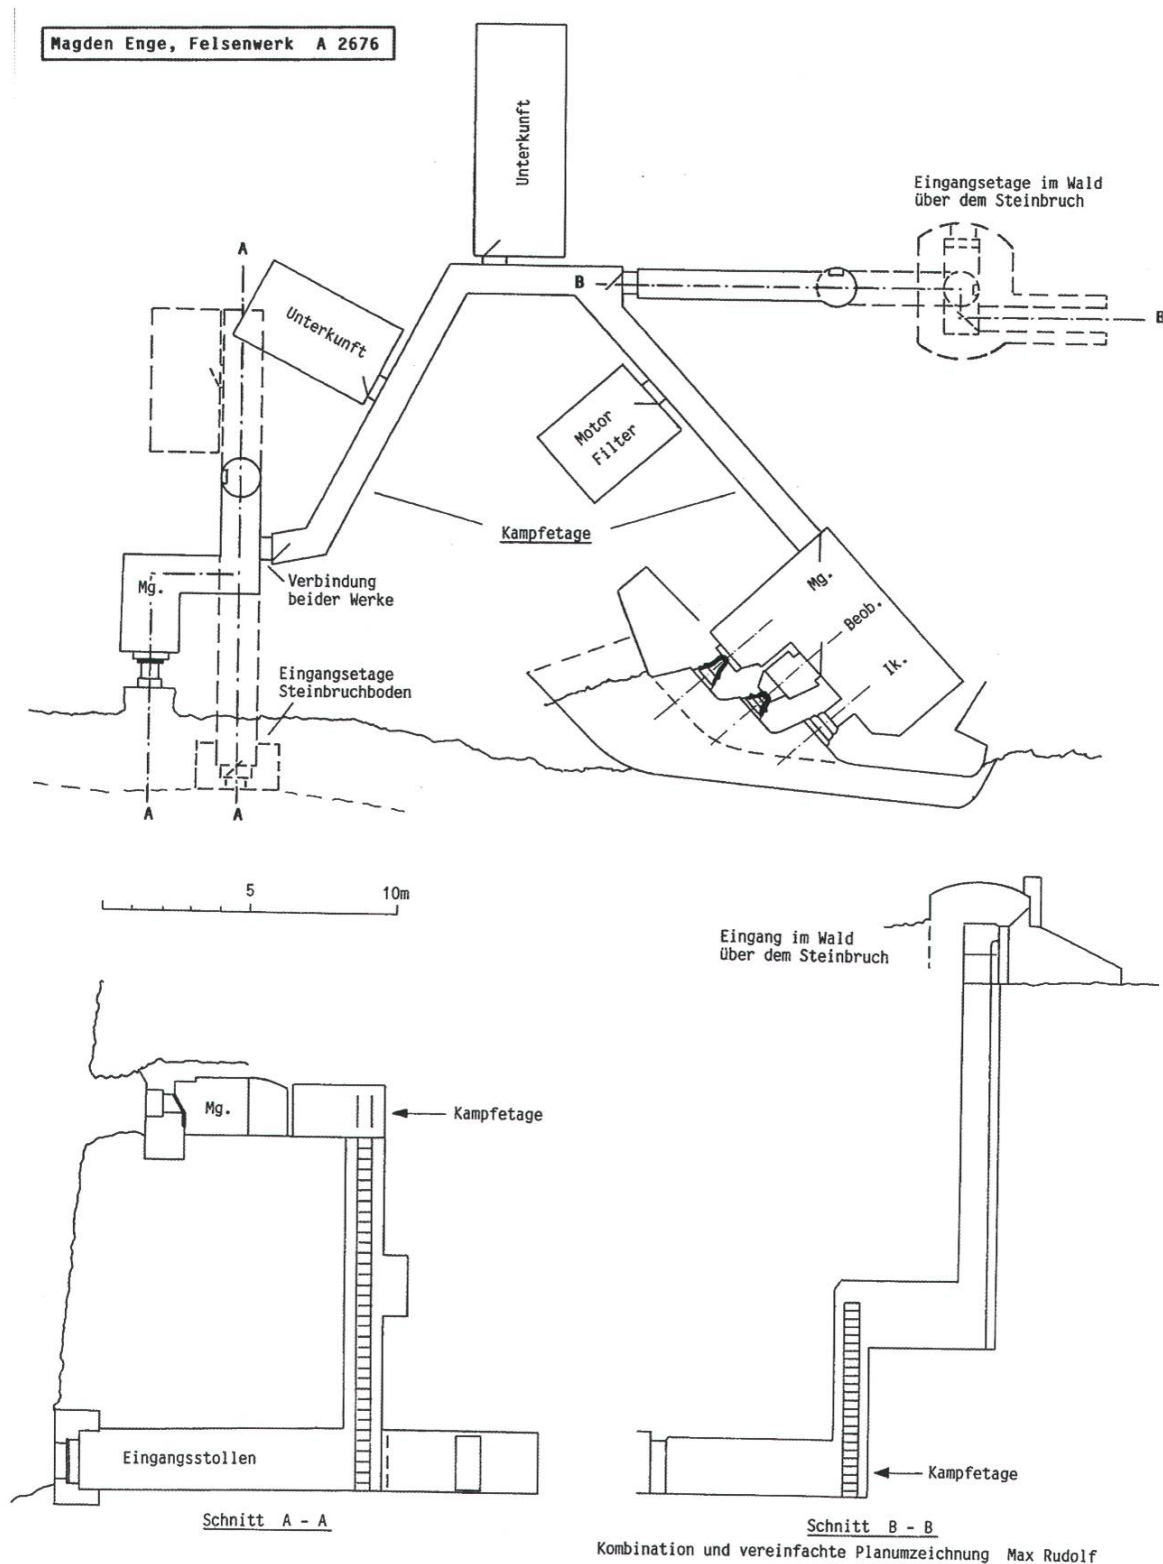 Magden Enge, Felsenwerk A 2676
Unterkunft
Eingangsetage im Wald
über dem Steinbruch
A
Unterkunft
B
B
Motor
Filter
Kampfetage
Mg.
Verbindung
beider Werke
Mg.
Beob.
Ik.
Eingangsetage
Steinbruchboden
A
A
5
10m
Eingang im Wald
über dem Steinbruch
Mg.
Kampfetage
Eingangsstollen
Kampfetage
Schnitt A - A
Schnitt B - B
Kombination und vereinfachte Planumzeichnung Max Rudolf